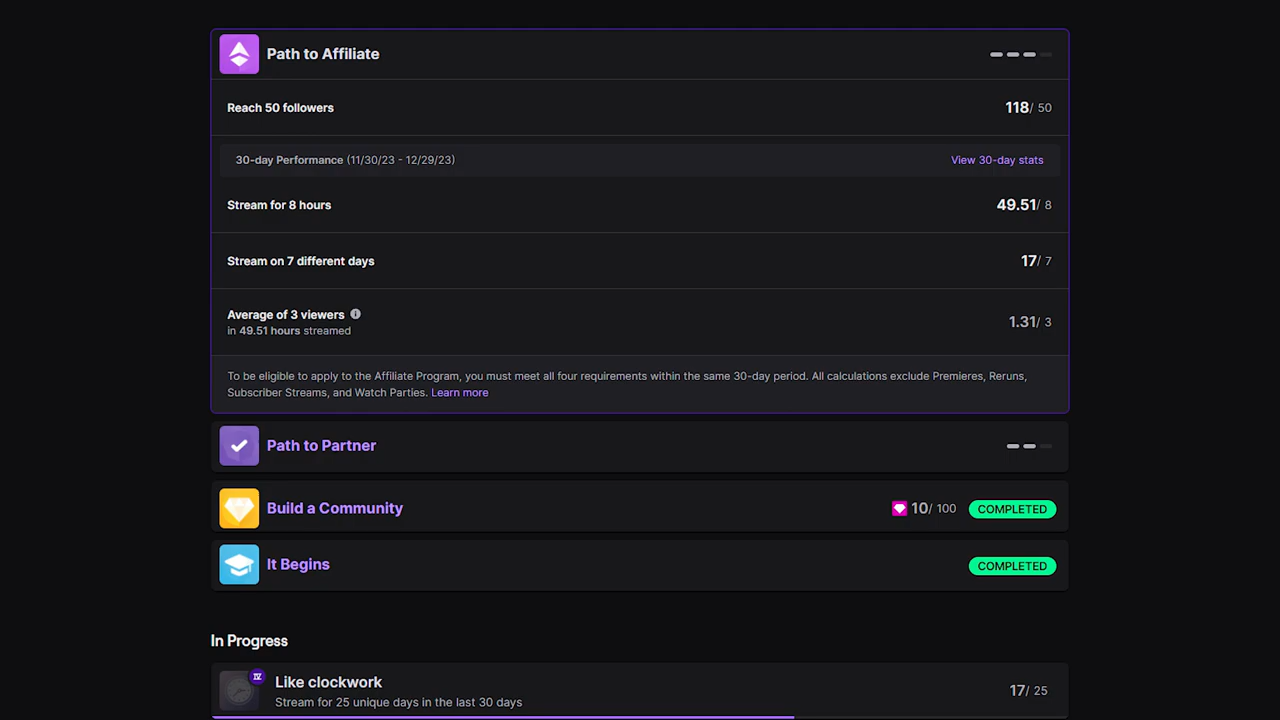 Path to Affiliate
Reach 50 followers
118/ 50
30-day Performance (11/30/23 - 12/29/23)
View 30-day stats
Stream for 8 hours
49.51/ 8
Stream on 7 different days
17/ 7
Average of 3 viewers
in 49.51 hours streamed
1.31/ 3
To be eligible to apply to the Affiliate Program, you must meet all four requirements within the same 30-day period. All calculations exclude Premieres, Reruns,
Subscriber Streams, and Watch Parties. Learn more
Path to Partner
Build a Community
10/ 100
COMPLETED
It Begins
COMPLETED
In Progress
IV
Like clockwork
Stream for 25 unique days in the last 30 days
17/ 25